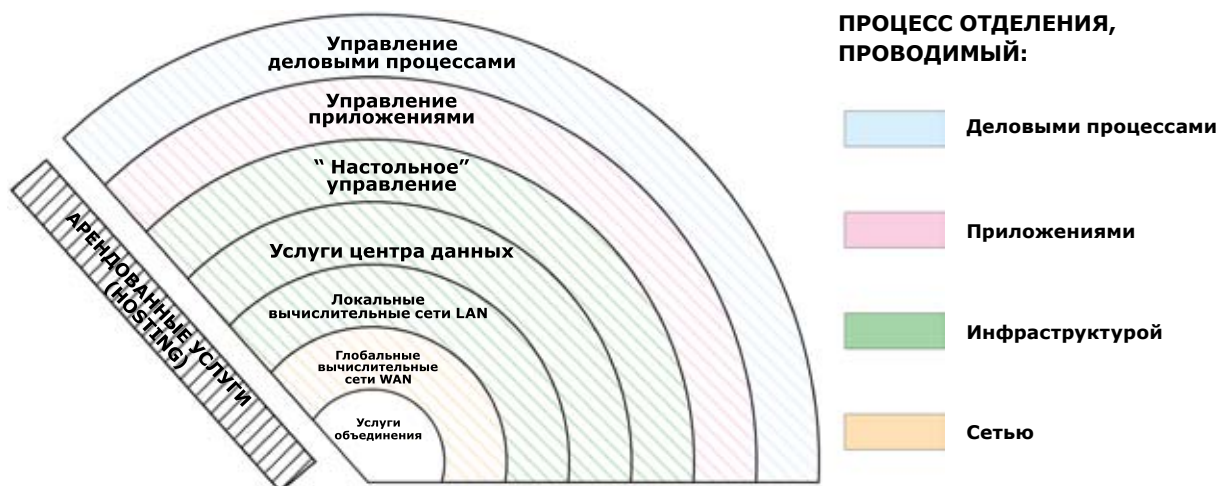 Управление
деловыми процессами
Управление
приложениями
“ Настольное”
управление
Услуги центра данных
Локальные
вычислительные сети LAN
Глобальные
вычислительные
сети WAN
Услуги
объединения
АРЕНДОВАННЫЕ УСЛУГИ
(HOSTING)
ПРОЦЕСС ОТДЕЛЕНИЯ,
ПРОВОДИМЫЙ:
Деловыми процессами
Приложениями
Инфраструктурой
Сетью